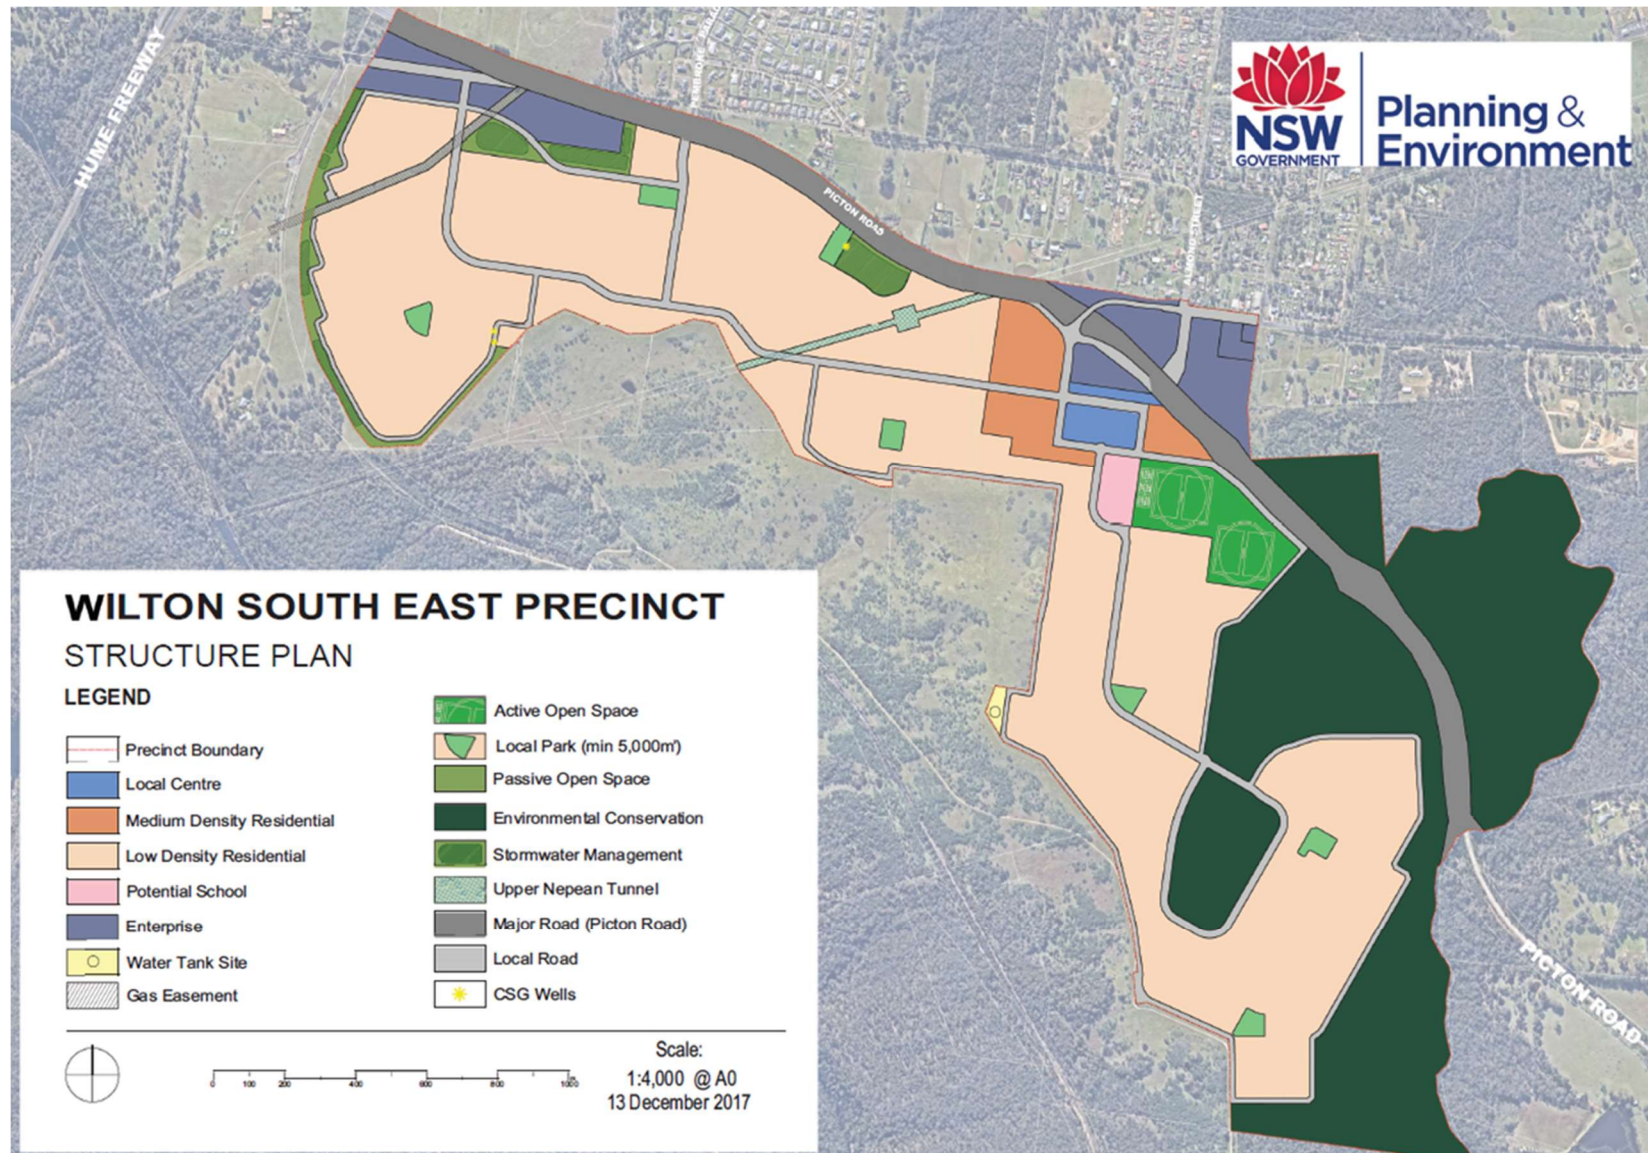 HUME FREEWAY
PICTON ROAD
NSW
GOVERNMENT
Planning &
Environment
WILTON SOUTH EAST PRECINCT
STRUCTURE PLAN
LEGEND
Precinct Boundary
Local Centre
Medium Density Residential
Low Density Residential
Potential School
Enterprise
Water Tank Site
Gas Easement
Active Open Space
Local Park (min 5,000m²)
Passive Open Space
Environmental Conservation
Stormwater Management
Upper Nepean Tunnel
Major Road (Picton Road)
Local Road
CSG Wells
0 100 200 400 600 800 1000
Scale:
1:4,000 @ A0
13 December 2017
PICTON ROAD